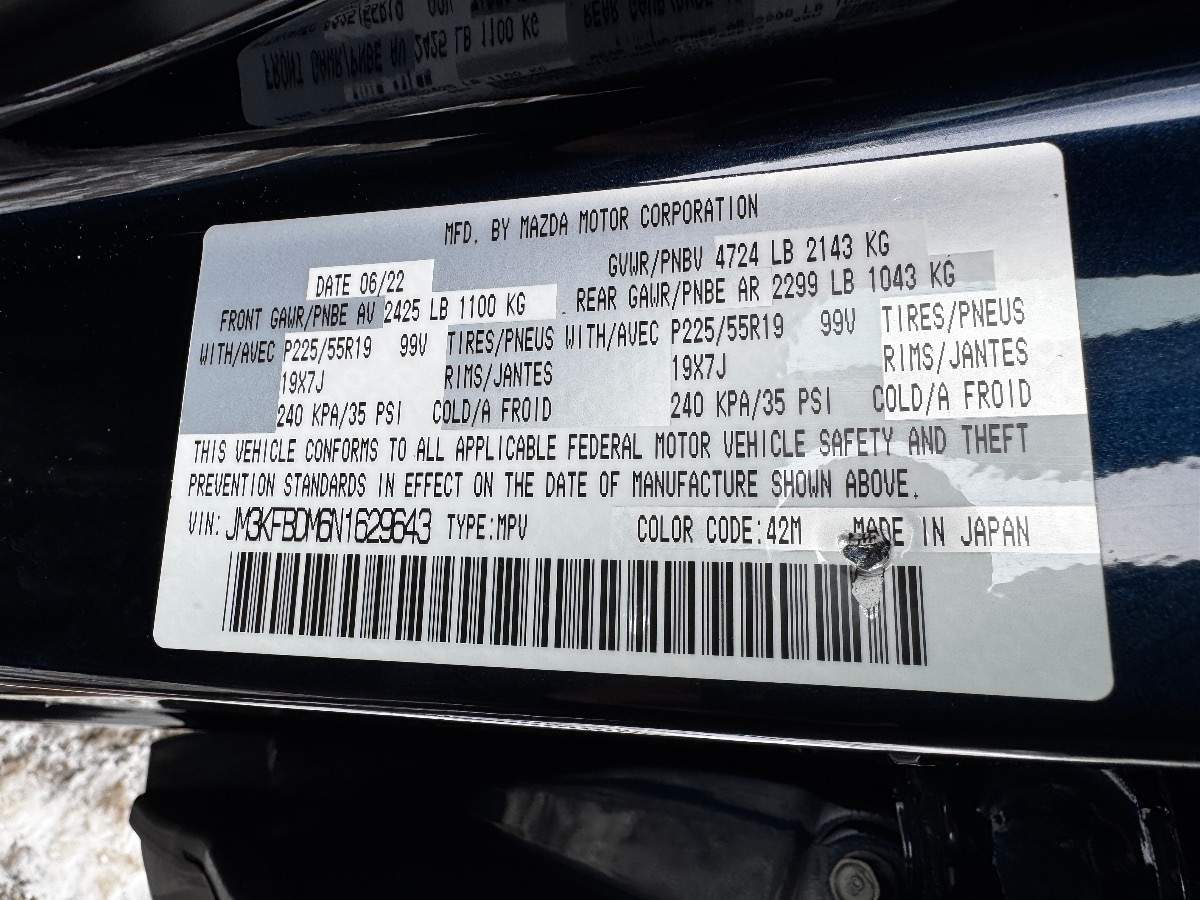 MFD. BY MAZDA MOTOR CORPORATION
DATE 06/22 GVWR/PNBV 4724 LB 2143 KG
FRONT GAWR/PNBE AV 2425 LB 1100 KG REAR GAWR/PNBE AR 2299 LB 1043 KG
WITH/AVEC P225/55R19 99V TIRES/PNEUS WITH/AVEC P225/55R19 99V TIRES/PNEUS
19X7J RIMS/JANTES 19X7J RIMS/JANTES
240 KPA/35 PSI COLD/A FROID 240 KPA/35 PSI COLD/A FROID
THIS VEHICLE CONFORMS TO ALL APPLICABLE FEDERAL MOTOR VEHICLE SAFETY AND THEFT
PREVENTION STANDARDS IN EFFECT ON THE DATE OF MANUFACTURE SHOWN ABOVE.
VIN: JM3KFBDM6N1629643 TYPE:MPV COLOR CODE:42M MADE IN JAPAN